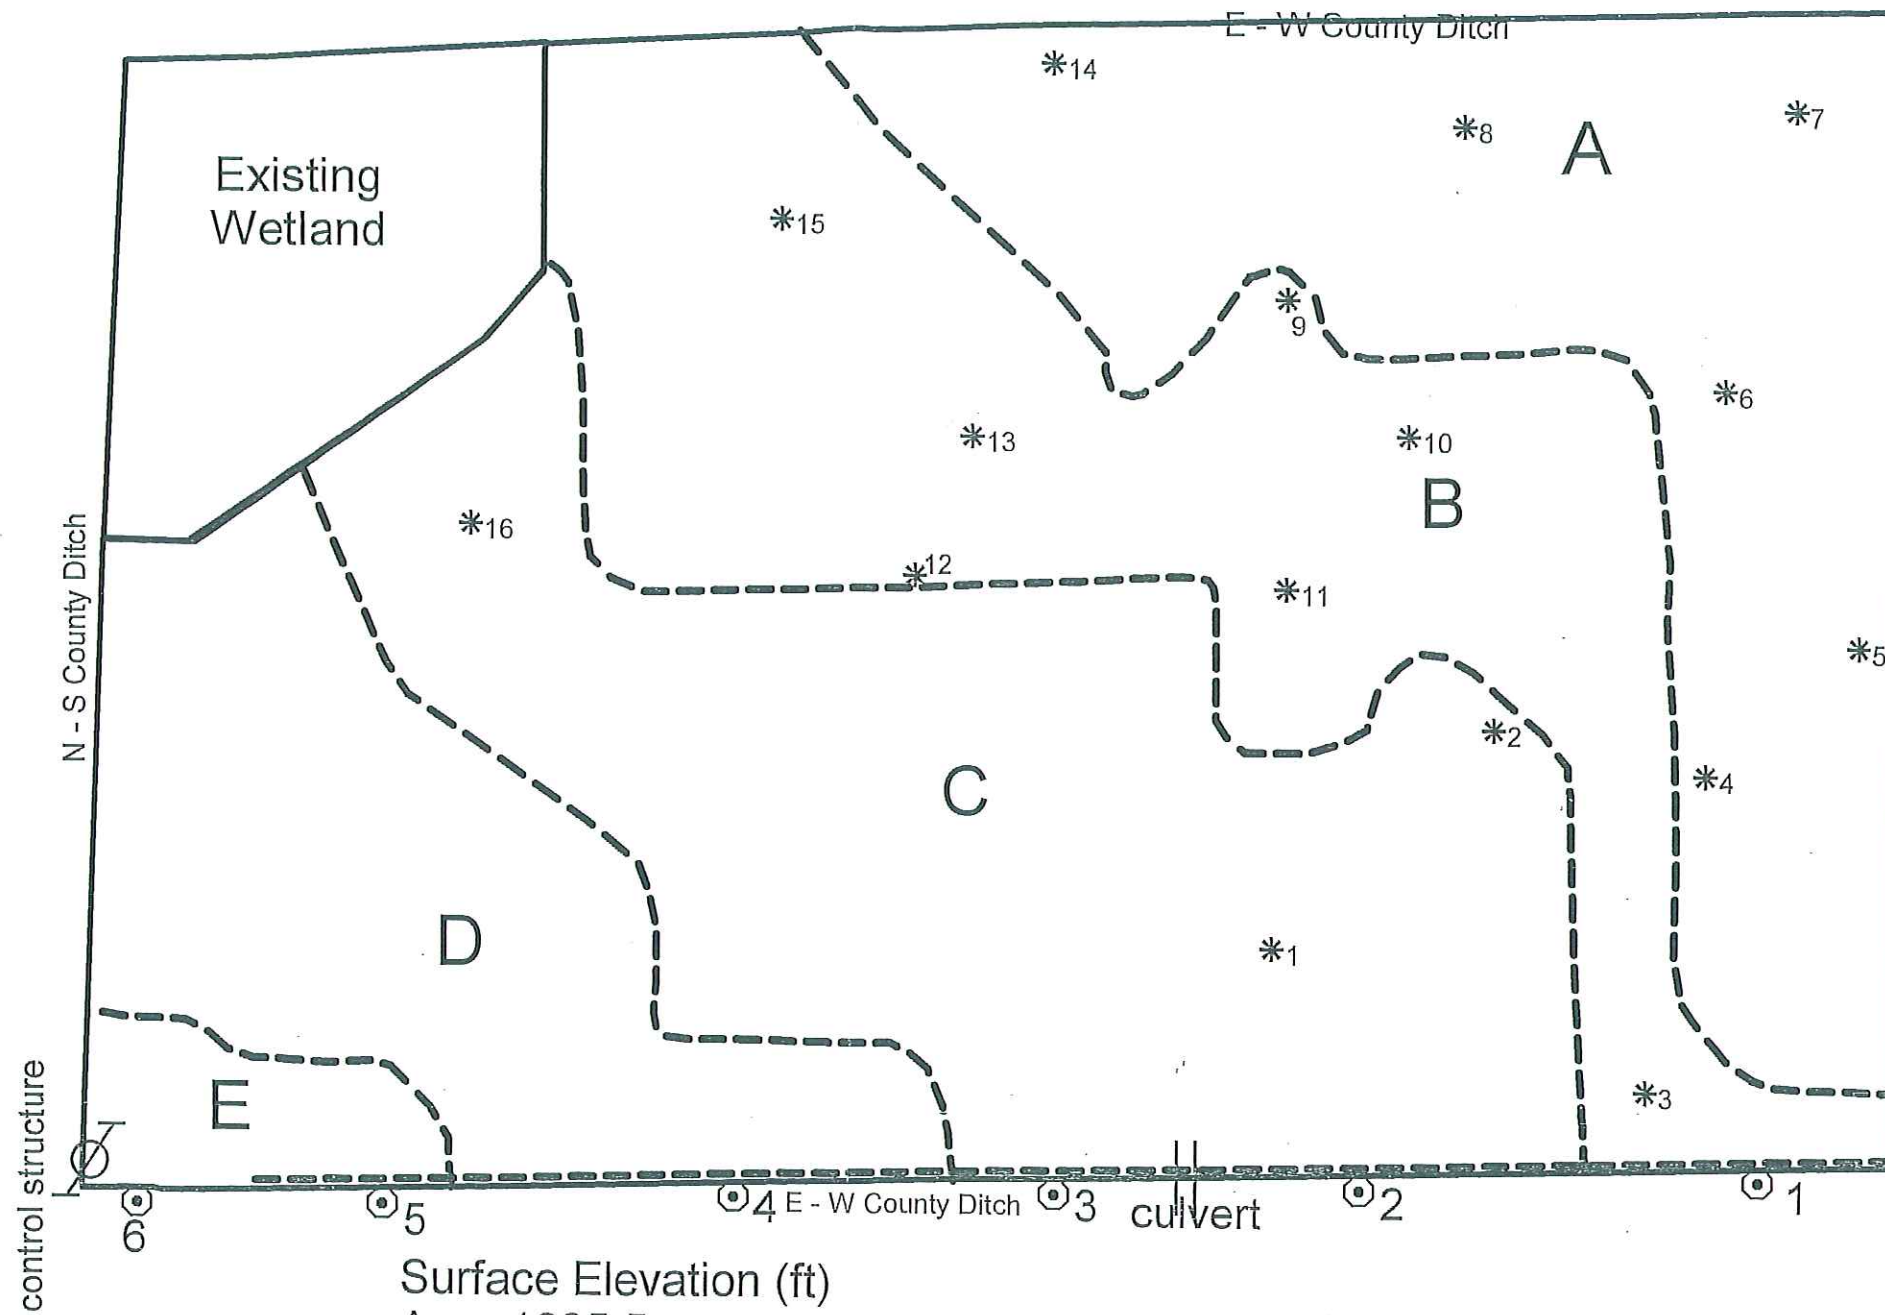 E - W County Ditch
14
8
7
A
Existing
Wetland
15
9
6
13
10
B
16
12
11
5
N - S County Ditch
2
4
C
D
1
E
3
control structure
6
5
4
E - W County Ditch
3
culvert
2
1
Surface Elevation (ft)